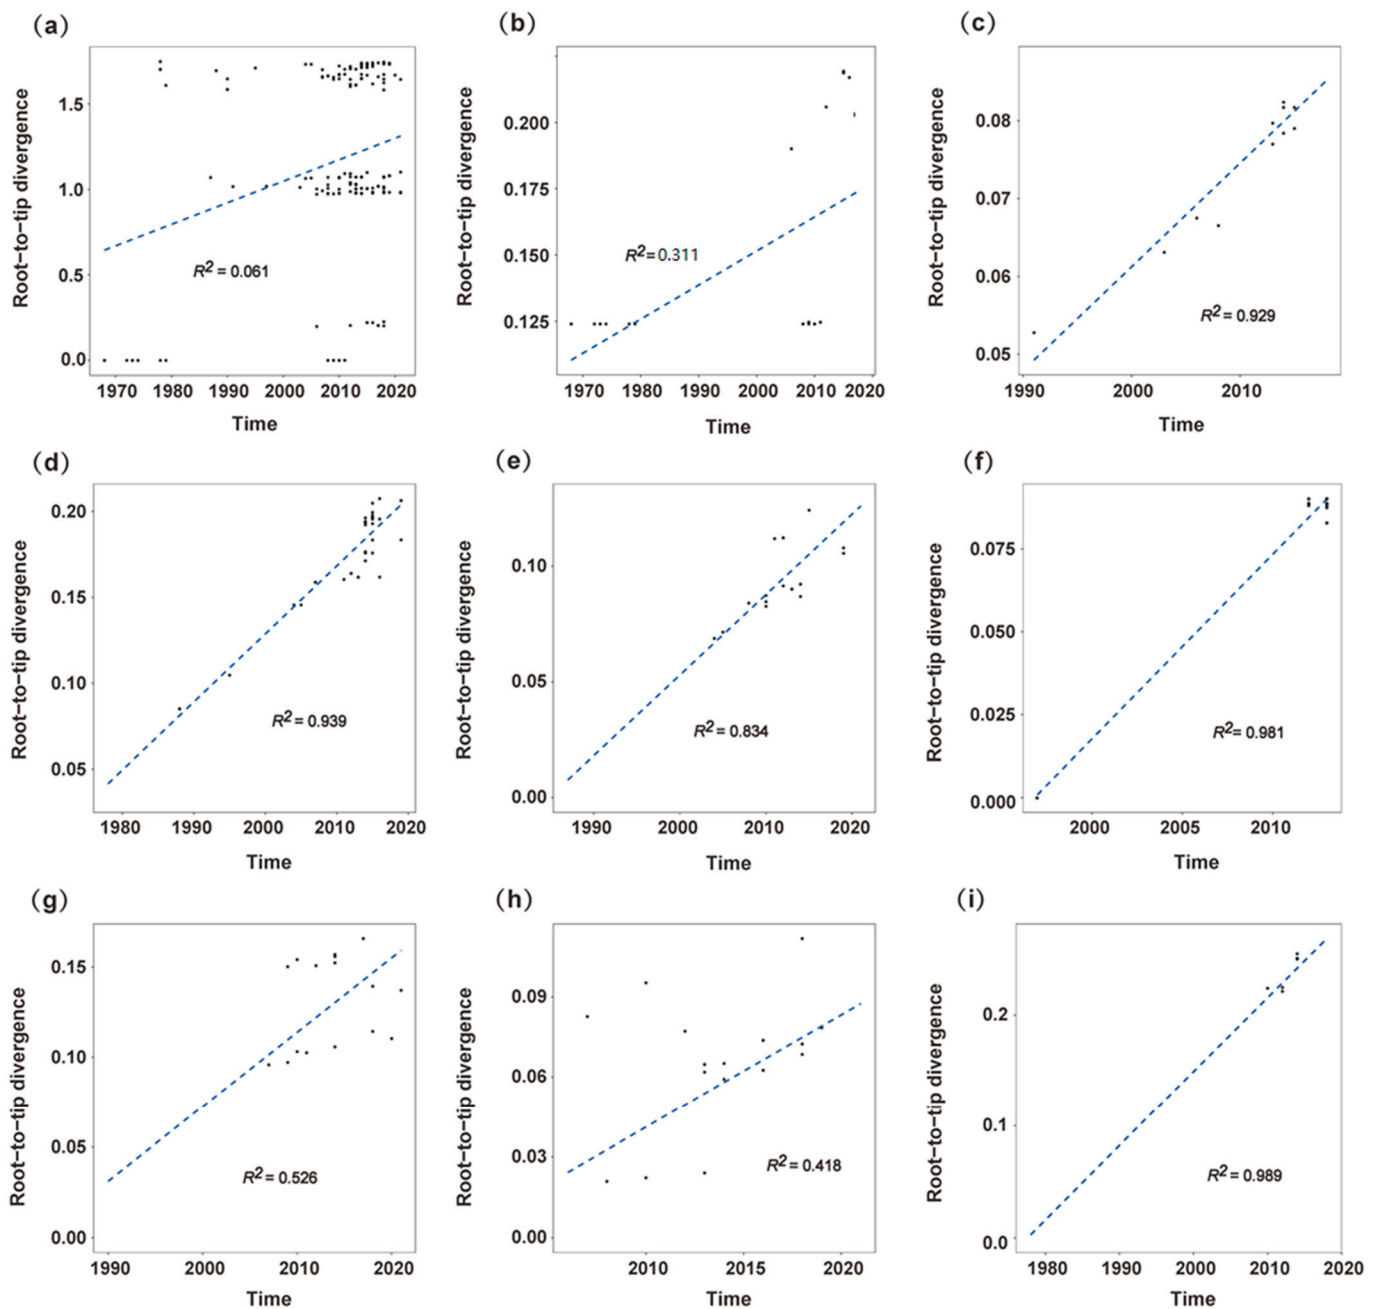 (a)
Root-to-tip divergence
1.5
1.0
0.5
0.0
R2 = 0.061
1970 1980 1990 2000 2010 2020
Time
(b)
Root-to-tip divergence
0.200
0.175
0.150
0.125
R2=0.311
1970 1980 1990 2000 2010 2020
Time
(c)
Root-to-tip divergence
0.08
0.07
0.06
0.05
R2 = 0.929
1990 2000 2010
Time
(d)
Root-to-tip divergence
0.20
0.15
0.10
0.05
R2 = 0.939
1980 1990 2000 2010 2020
Time
(e)
Root-to-tip divergence
0.10
0.05
0.00
R2 = 0.834
1990 2000 2010 2020
Time
(f)
Root-to-tip divergence
0.075
0.050
0.025
0.000
R2 = 0.981
2000 2005 2010
Time
(g)
Root-to-tip divergence
0.15
0.10
0.05
0.00
R2 = 0.526
1990 2000 2010 2020
Time
(h)
Root-to-tip divergence
0.09
0.06
0.03
0.00
R2 = 0.418
2010 2015 2020
Time
(i)
Root-to-tip divergence
0.2
0.1
0.0
R2 = 0.989
1980 1990 2000 2010 2020
Time